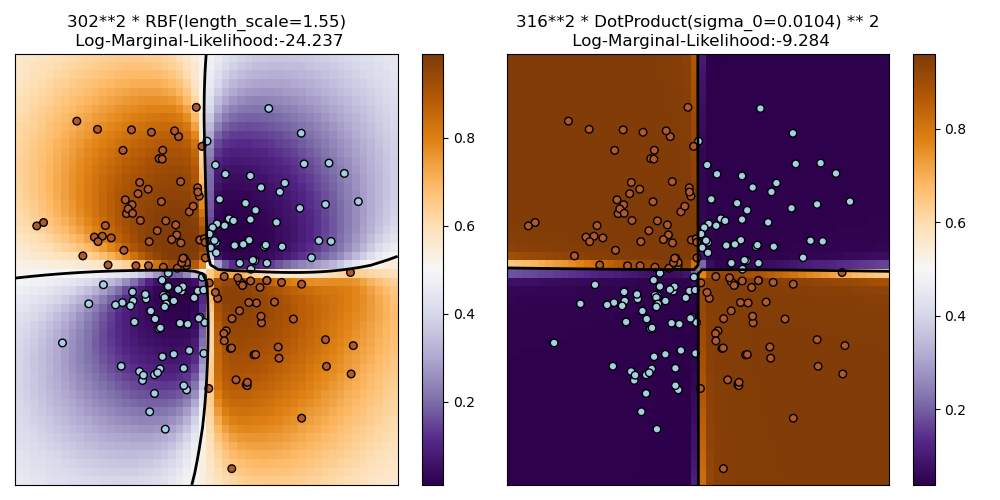 302**2 * RBF(length_scale=1.55)
Log-Marginal-Likelihood:-24.237
0.8
0.6
0.4
0.2
316**2 * DotProduct(sigma_0=0.0104) ** 2
Log-Marginal-Likelihood:-9.284
0.8
0.6
0.4
0.2